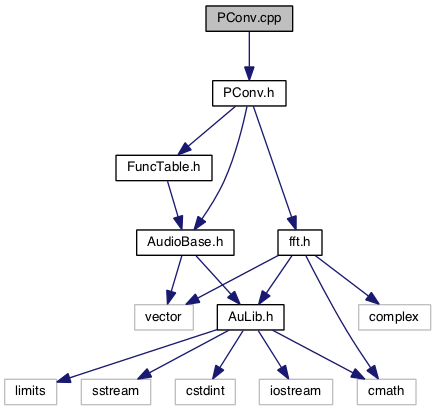 PConv.cpp
PConv.h
FuncTable.h
AudioBase.h
fft.h
vector
AuLib.h
complex
limits
sstream
cstdint
iostream
cmath